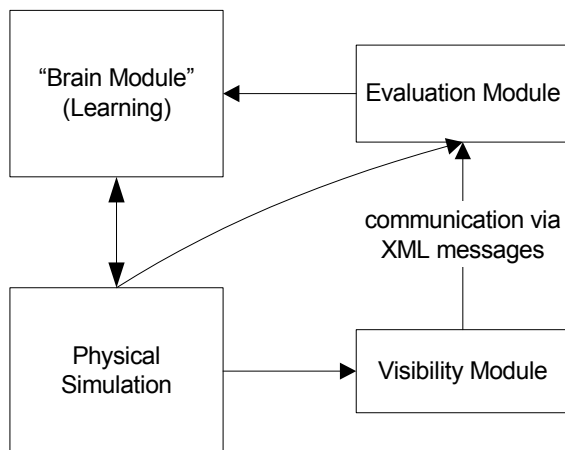 “Brain Module”
(Learning)
Evaluation Module
communication via
XML messages
Physical
Simulation
Visibility Module